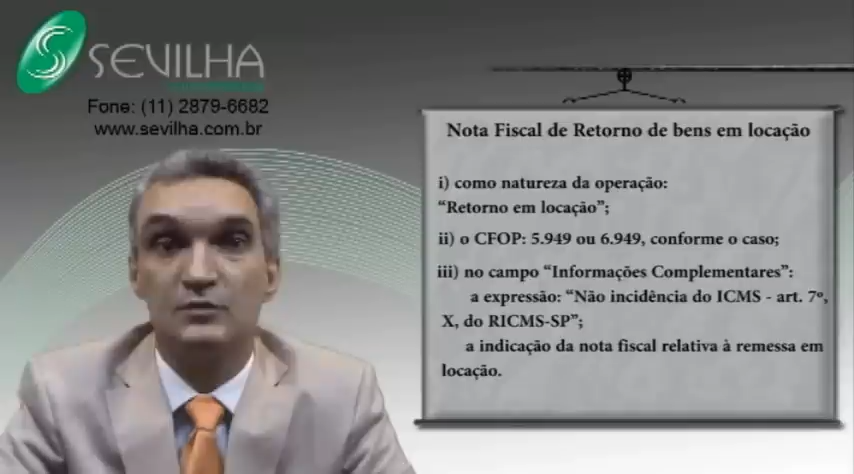 SEVILHA
Fone: (11) 2879-6682
www.sevilha.com.br
Nota Fiscal de Retorno de bens em locação
i) como natureza da operação:
“Retorno em locação”;
ii) o CFOP: 5.949 ou 6.949, conforme o caso;
iii) no campo “Informações Complementares”:
a expressão: “Não incidência do ICMS - art. 7º,
X, do RICMS-SP”;
a indicação da nota fiscal relativa à remessa em
locação.